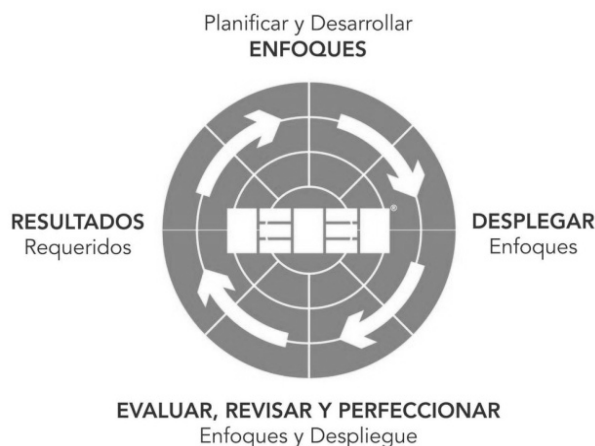 Planificar y Desarrollar
ENFOQUES
RESULTADOS
Requeridos
DESPLEGAR
Enfoques
EVALUAR, REVISAR Y PERFECCIONAR
Enfoques y Despliegue